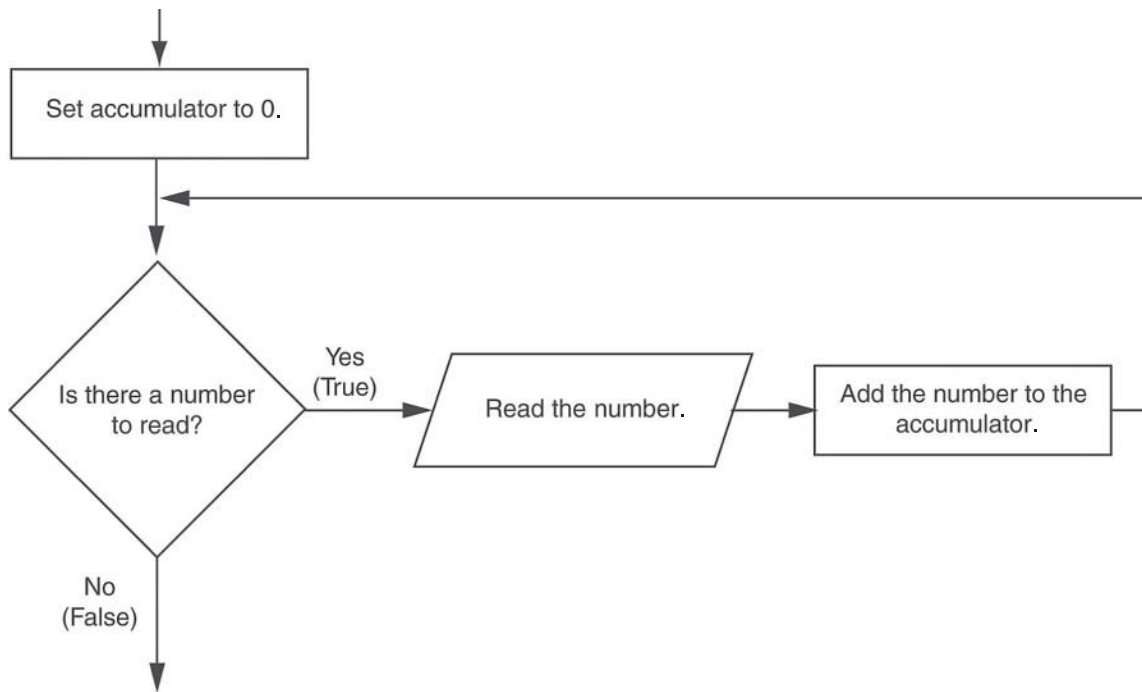 Set accumulator to 0.
Is there a number
to read?
Yes
(True)
Read the number.
Add the number to the
accumulator.
No
(False)